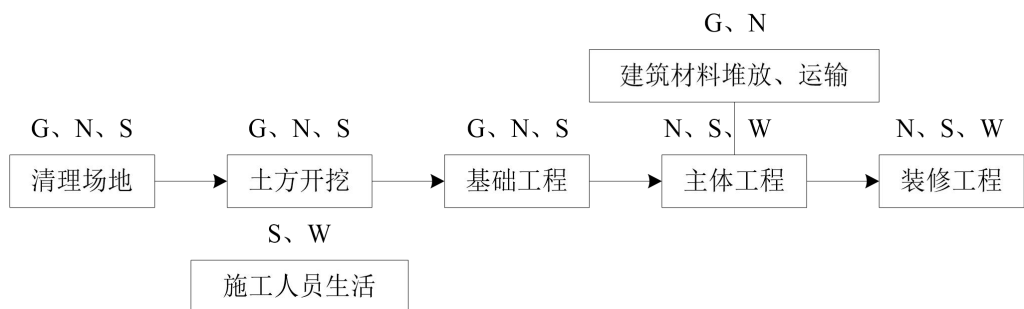 G、N
建筑材料堆放、运输
G、N、S
G、N、S
G、N、S
N、S、W
N、S、W
清理场地
土方开挖
基础工程
主体工程
装修工程
S、W
施工人员生活